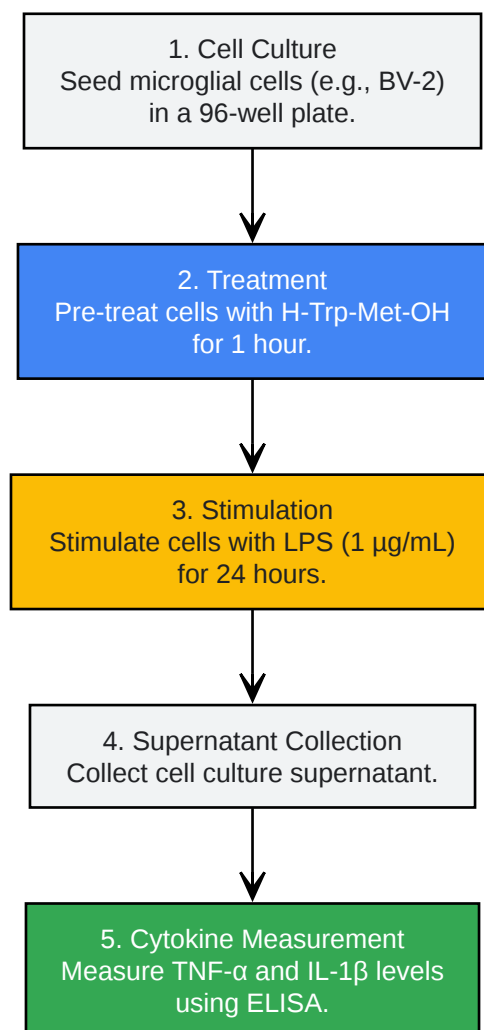 1. Cell Culture
Seed microglial cells (e.g., BV-2)
in a 96-well plate.
2. Treatment
Pre-treat cells with H-Trp-Met-OH
for 1 hour.
3. Stimulation
Stimulate cells with LPS (1 µg/mL)
for 24 hours.
4. Supernatant Collection
Collect cell culture supernatant.
5. Cytokine Measurement
Measure TNF-α and IL-1β levels
using ELISA.